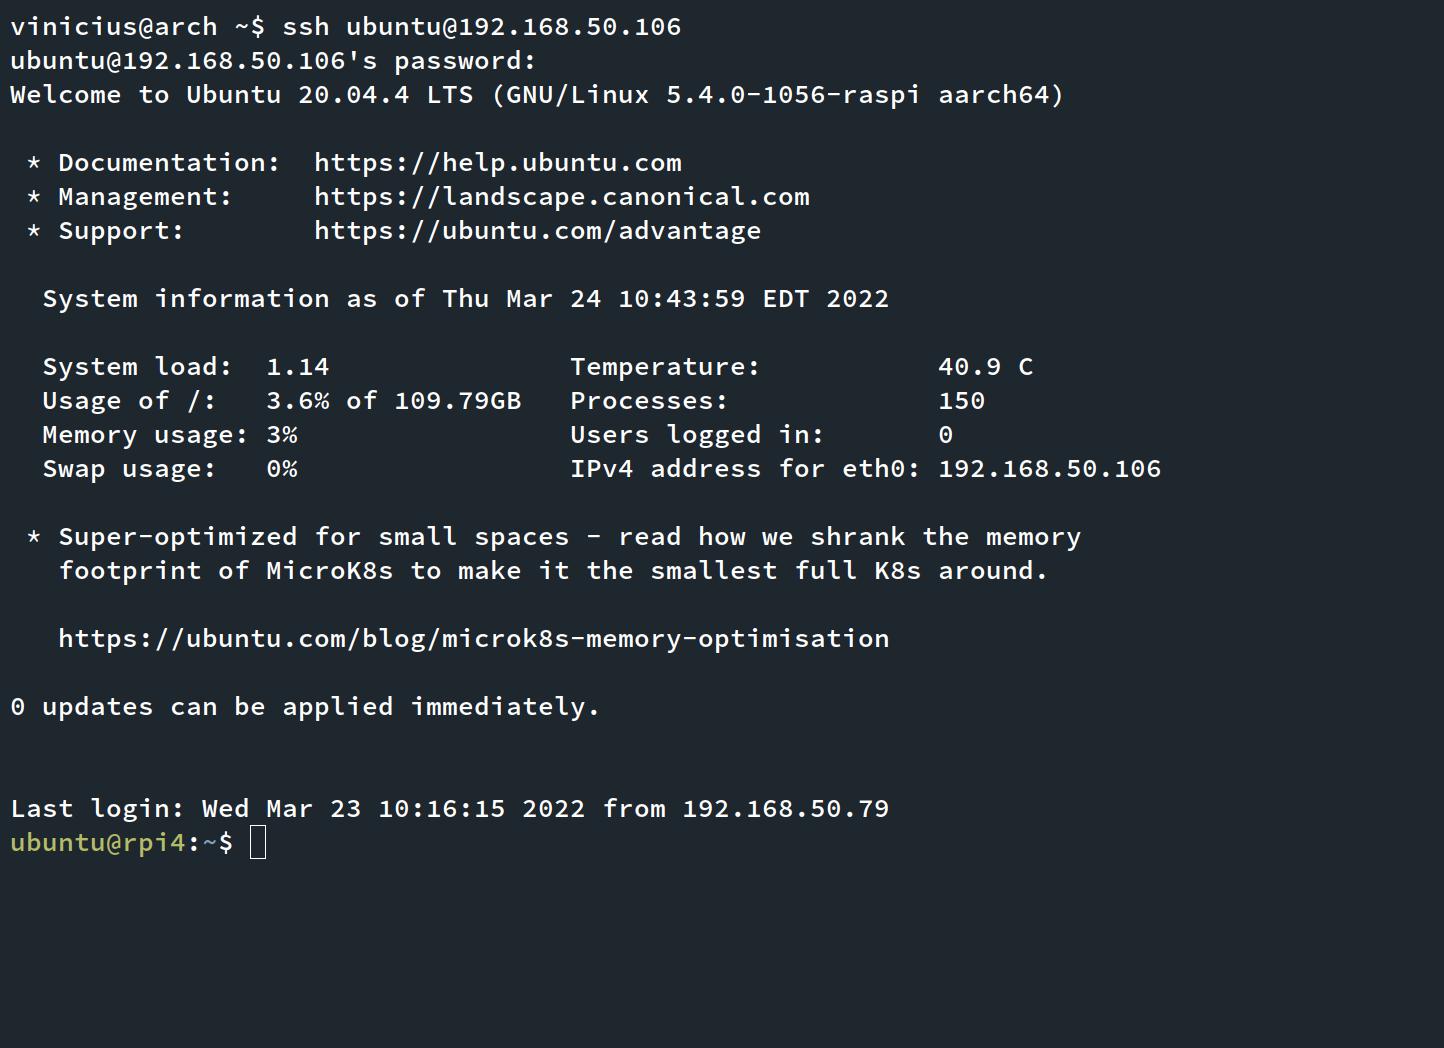 vinicius@arch ~$ ssh ubuntu@192.168.50.106
ubuntu@192.168.50.106's password:
Welcome to Ubuntu 20.04.4 LTS (GNU/Linux 5.4.0-1056-raspi aarch64)

 * Documentation:  https://help.ubuntu.com
 * Management:     https://landscape.canonical.com
 * Support:        https://ubuntu.com/advantage

  System information as of Thu Mar 24 10:43:59 EDT 2022

  System load:  1.14               Temperature:           40.9 C
  Usage of /:   3.6% of 109.79GB   Processes:             150
  Memory usage: 3%                 Users logged in:       0
  Swap usage:   0%                 IPv4 address for eth0: 192.168.50.106

 * Super-optimized for small spaces - read how we shrank the memory
   footprint of MicroK8s to make it the smallest full K8s around.

   https://ubuntu.com/blog/microk8s-memory-optimisation

0 updates can be applied immediately.


Last login: Wed Mar 23 10:16:15 2022 from 192.168.50.79
ubuntu@rpi4:~$